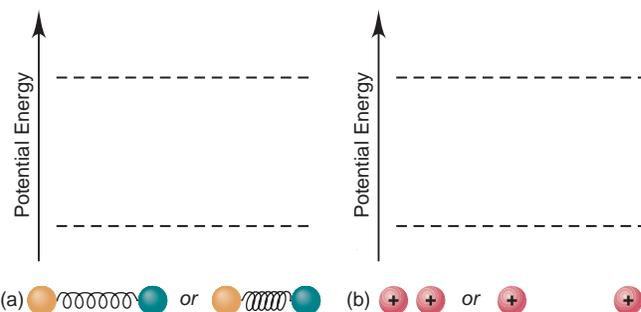 Potential Energy
Potential Energy
(a) or
(b) + + or + +